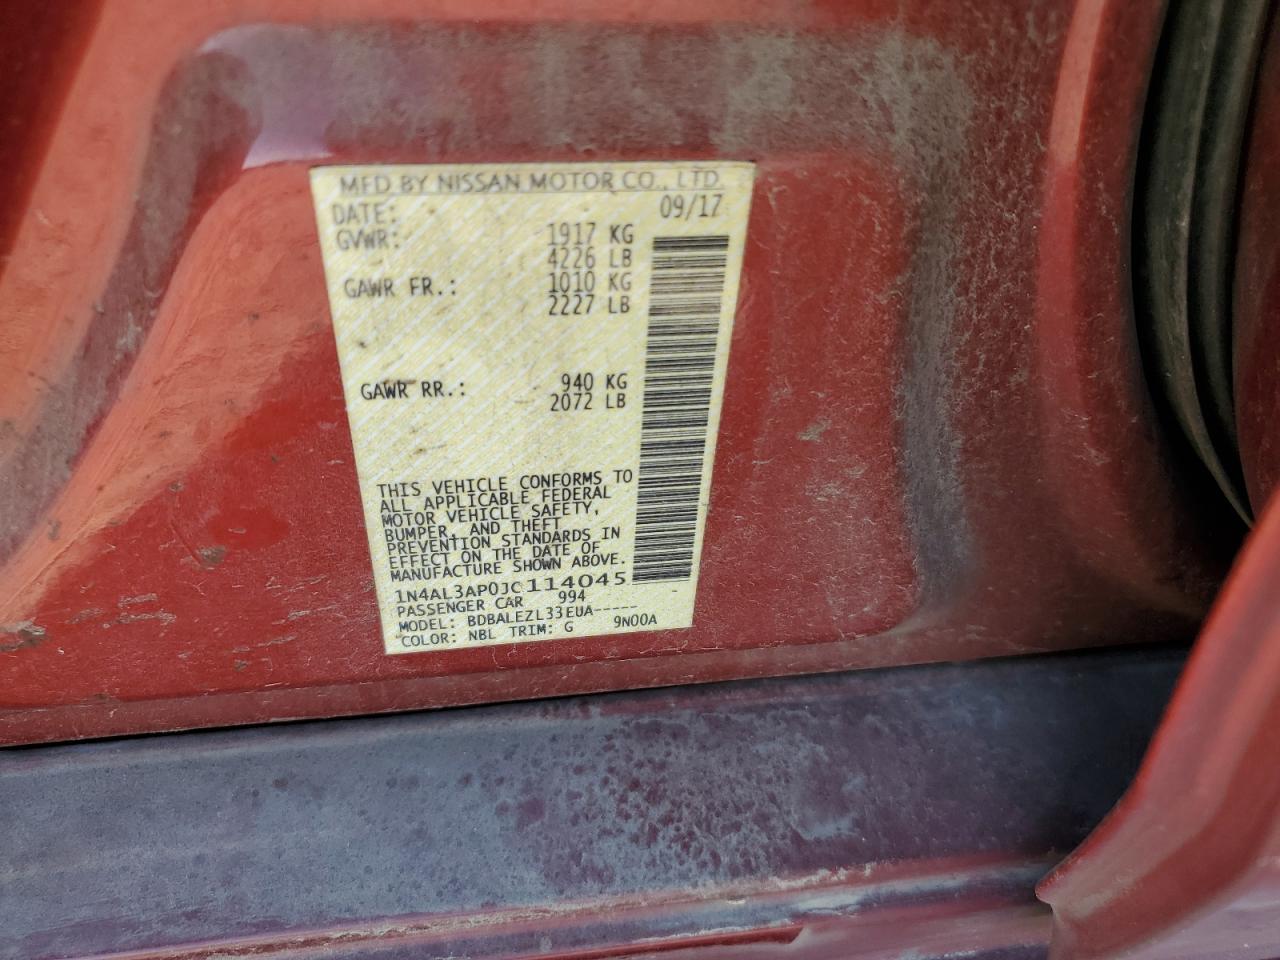 MFD BY NISSAN MOTOR CO., LTD.
DATE: 09/17
GVWR: 1917 KG
4226 LB
GAWR FR.: 1010 KG
2227 LB
GAWR RR.: 940 KG
2072 LB
THIS VEHICLE CONFORMS TO
ALL APPLICABLE FEDERAL
MOTOR VEHICLE SAFETY,
BUMPER, AND THEFT
PREVENTION STANDARDS IN
EFFECT ON THE DATE OF
MANUFACTURE SHOWN ABOVE.
1N4AL3AP0JC114045
PASSENGER CAR 994
MODEL: BDBALEZL33EUA-----
COLOR: NBL TRIM: G 9N00A